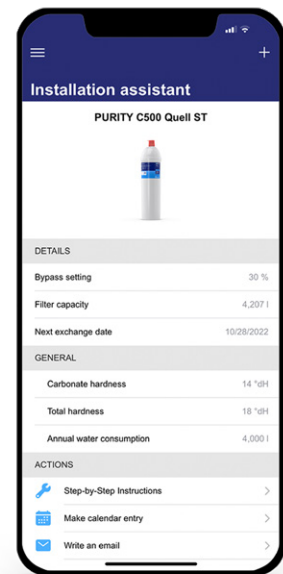 Installation assistant
PURITY C500 Quell ST
DETAILS
Bypass setting 30 %
Filter capacity 4,207 l
Next exchange date 10/28/2022
GENERAL
Carbonate hardness 14 °dH
Total hardness 18 °dH
Annual water consumption 4,000 l
ACTIONS
Step-by-Step Instructions
Make calendar entry
Write an email